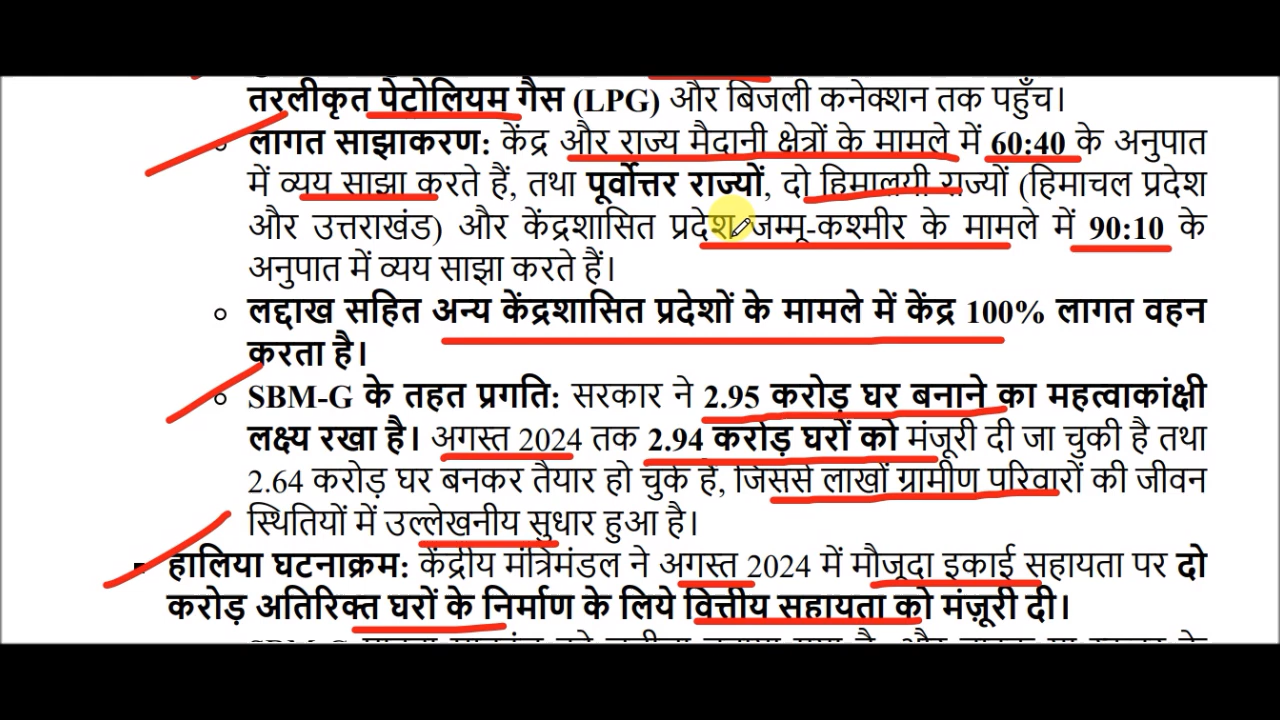 तरलीकृत पेटोलियम गैस (LPG) और बिजली कनेक्शन तक पहुँच।
लागत साझाकरण: केंद्र और राज्य मैदानी क्षेत्रों के मामले में 60:40 के अनुपात
में व्यय साझा करते हैं, तथा पूर्वोत्तर राज्यों, दो हिमालयी राज्यों (हिमाचल प्रदेश
और उत्तराखंड) और केंद्रशासित प्रदेश जम्मू-कश्मीर के मामले में 90:10 के
अनुपात में व्यय साझा करते हैं।
लद्दाख सहित अन्य केंद्रशासित प्रदेशों के मामले में केंद्र 100% लागत वहन
करता है।
SBM-G के तहत प्रगति: सरकार ने 2.95 करोड़ घर बनाने का महत्वाकांक्षी
लक्ष्य रखा है। अगस्त 2024 तक 2.94 करोड़ घरों को मंजूरी दी जा चुकी है तथा
2.64 करोड़ घर बनकर तैयार हो चुके हैं, जिससे लाखों ग्रामीण परिवारों की जीवन
स्थितियों में उल्लेखनीय सुधार हुआ है।
हालिया घटनाक्रम: केंद्रीय मंत्रिमंडल ने अगस्त 2024 में मौजूदा इकाई सहायता पर दो
करोड़ अतिरिक्त घरों के निर्माण के लिये वित्तीय सहायता को मंज़ूरी दी।